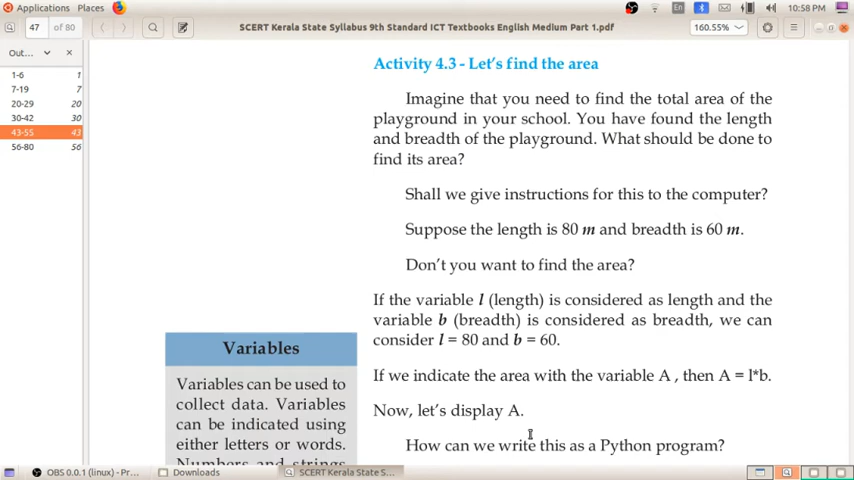 Applications Places En 10:58 PM
47 of 80 SCERT Kerala State Syllabus 9th Standard ICT Textbooks English Medium Part 1.pdf 160.55%
Out...
1-6 1
7-19 7
20-29 20
30-42 30
43-55 43
56-80 56
Activity 4.3 - Let's find the area
Imagine that you need to find the total area of the
playground in your school. You have found the length
and breadth of the playground. What should be done to
find its area?
Shall we give instructions for this to the computer?
Suppose the length is 80 m and breadth is 60 m.
Don't you want to find the area?
If the variable l (length) is considered as length and the
variable b (breadth) is considered as breadth, we can
consider l = 80 and b = 60.
If we indicate the area with the variable A , then A = l*b.
Now, let's display A.
How can we write this as a Python program?
Variables
Variables can be used to
collect data. Variables
can be indicated using
either letters or words.
Numbers and strings
OBS 0.0.1 (linux) - Pr... Downloads SCERT Kerala State S...